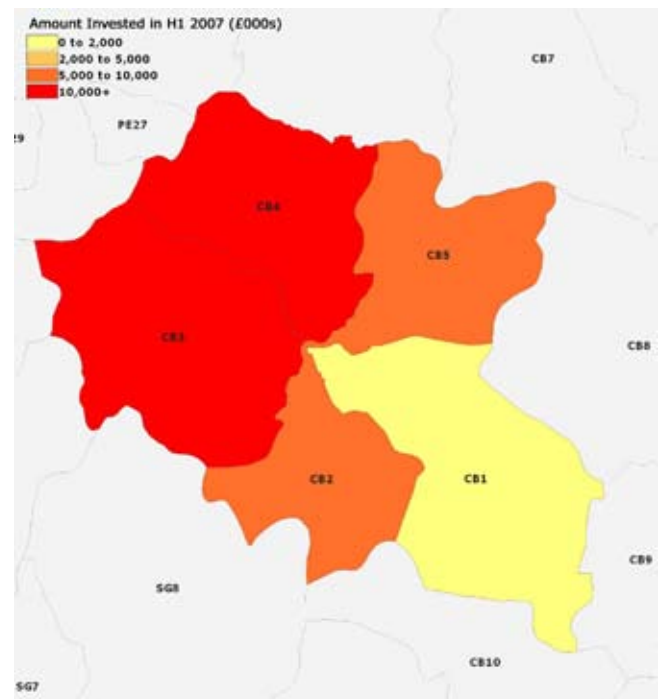 Amount Invested in H1 2007 (£000s)
0 to 2,000
2,000 to 5,000
5,000 to 10,000
10,000+
CB7
PE27
29
CB4
CB5
CB3
CB8
CB2
CB1
CB9
SG8
CB10
SG7